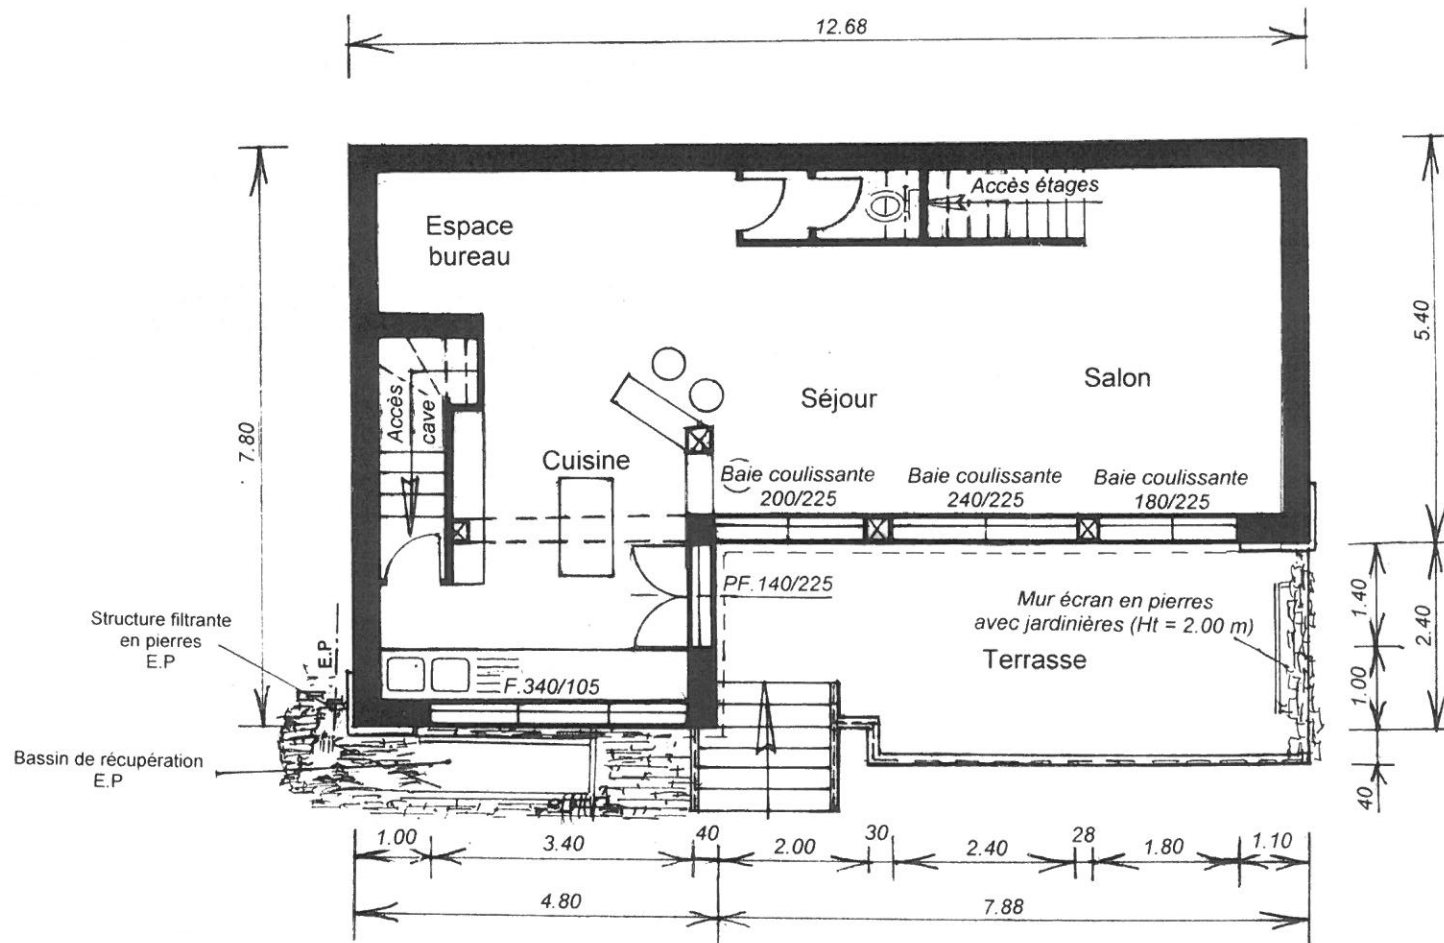 12.68
Accès étages
Espace
bureau
5.40
7.80
Accès
cave
Séjour
Salon
Cuisine
Baie coulissante
200/225
Baie coulissante
240/225
Baie coulissante
180/225
PF.140/225
Mur écran en pierres
avec jardinières (Ht = 2.00 m)
Terrasse
1.40
2.40
1.00
40
Structure filtrante
en pierres
E.P
E.P
F.340/105
Bassin de récupération
E.P
1.00
3.40
40
2.00
30
2.40
28
1.80
1.10
4.80
7.88